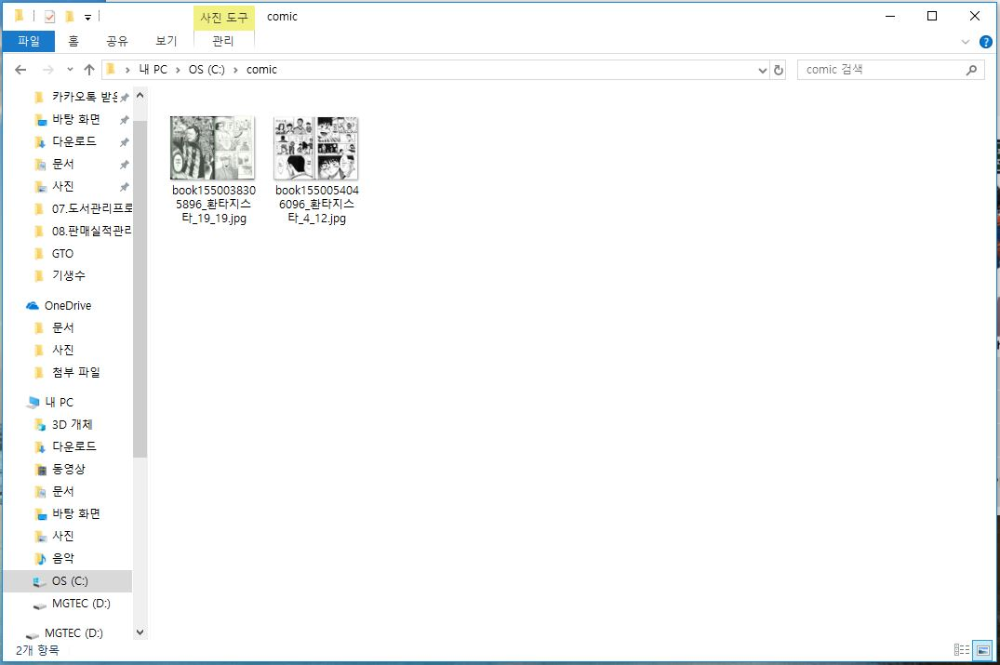 사진 도구
comic
파일
홈
공유
보기
관리
내 PC > OS (C:) > comic
comic 검색
카카오톡 받은
바탕 화면
다운로드
문서
사진
07.도서관리프로
08.판매실적관리
GTO
기생수
OneDrive
문서
사진
첨부 파일
내 PC
3D 개체
다운로드
동영상
문서
바탕 화면
사진
음악
OS (C:)
MGTEC (D:)
MGTEC (D:)
book155003830
5896_환타지스
타_19_19.jpg
book155005404
6096_환타지스
타_4_12.jpg
2개 항목